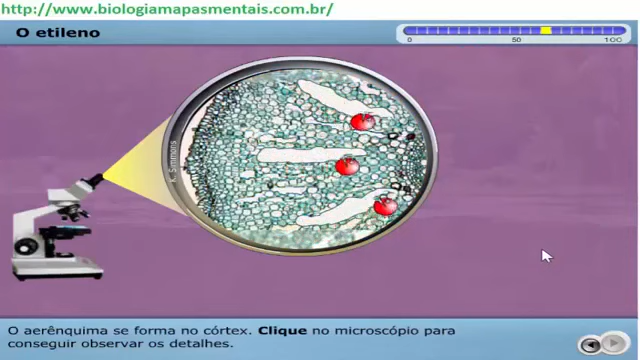 http://www.biologiamapasmentais.com.br/
O etileno
0 50 100
K. Simmons
O aerênquima se forma no córtex. Clique no microscópio para
conseguir observar os detalhes.